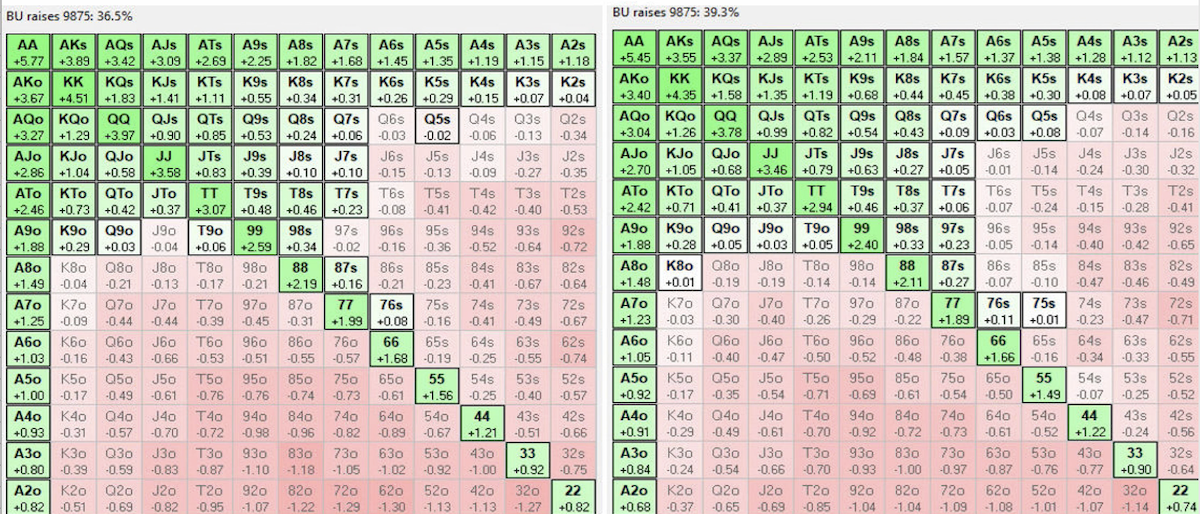 BU raises 9875: 36.5%
AA AKs AQs AJs ATs A9s A8s A7s A6s A5s A4s A3s A2s
+5.77 +3.89 +3.42 +3.09 +2.69 +2.25 +1.82 +1.68 +1.45 +1.35 +1.19 +1.15 +1.18
AKo KK KQs KJs KTs K9s K8s K7s K6s K5s K4s K3s K2s
+3.67 +4.51 +1.83 +1.41 +1.11 +0.55 +0.34 +0.31 +0.26 +0.29 +0.15 +0.07 +0.04
AQo KQo QQ QJs QTs Q9s Q8s Q7s Q6s Q5s Q4s Q3s Q2s
+3.27 +1.29 +3.97 +0.90 +0.85 +0.53 +0.24 +0.06 -0.03 -0.02 -0.06 -0.13 -0.34
AJo KJo QJo JJ JTs J9s J8s J7s J6s J5s J4s J3s J2s
+2.86 +1.04 +0.58 +3.58 +0.83 +0.39 +0.10 +0.10 -0.15 -0.13 -0.09 -0.27 -0.35
ATo KTo QTo JTo TT T9s T8s T7s T6s T5s T4s T3s T2s
+2.46 +0.73 +0.42 +0.37 +3.07 +0.48 +0.46 +0.23 -0.08 -0.41 -0.42 -0.40 -0.53
A9o K9o Q9o J9o T9o 99 98s 97s 96s 95s 94s 93s 92s
+1.88 +0.29 +0.03 -0.04 +0.06 +2.59 +0.34 -0.02 -0.16 -0.36 -0.52 -0.64 -0.72
A8o K8o Q8o J8o T8o 98o 88 87s 86s 85s 84s 83s 82s
+1.49 -0.04 -0.21 -0.13 -0.17 -0.21 +2.19 +0.16 -0.21 -0.23 -0.41 -0.67 -0.64
A7o K7o Q7o J7o T7o 97o 87o 77 76s 75s 74s 73s 72s
+1.25 -0.09 -0.44 -0.44 -0.39 -0.45 -0.31 +1.99 +0.08 -0.16 -0.41 -0.49 -0.67
A6o K6o Q6o J6o T6o 96o 86o 76o 66 65s 64s 63s 62s
+1.03 -0.16 -0.43 -0.66 -0.53 -0.51 -0.55 -0.57 +1.68 -0.19 -0.25 -0.55 -0.74
A5o K5o Q5o J5o T5o 95o 85o 75o 65o 55 54s 53s 52s
+1.00 -0.17 -0.49 -0.61 -0.76 -0.76 -0.74 -0.73 -0.61 +1.56 -0.25 -0.40 -0.57
A4o K4o Q4o J4o T4o 94o 84o 74o 64o 54o 44 43s 42s
+0.93 -0.31 -0.57 -0.70 -0.72 -0.98 -0.96 -0.82 -0.89 -0.67 +1.21 -0.51 -0.66
A3o K3o Q3o J3o T3o 93o 83o 73o 63o 53o 43o 33 32s
+0.80 -0.39 -0.59 -0.83 -0.87 -1.10 -1.18 -1.05 -1.02 -0.92 -1.00 +0.92 -0.75
A2o K2o Q2o J2o T2o 92o 82o 72o 62o 52o 42o 32o 22
+0.82 -0.51 -0.69 -0.82 -0.95 -1.07 -1.22 -1.29 -1.30 -1.13 -1.13 -1.27 +0.82
BU raises 9875: 39.3%
AA AKs AQs AJs ATs A9s A8s A7s A6s A5s A4s A3s A2s
+5.45 +3.55 +3.37 +2.89 +2.53 +2.11 +1.84 +1.57 +1.37 +1.38 +1.28 +1.12 +1.13
AKo KK KQs KJs KTs K9s K8s K7s K6s K5s K4s K3s K2s
+3.40 +4.35 +1.58 +1.35 +1.19 +0.68 +0.44 +0.45 +0.38 +0.30 +0.08 +0.07 +0.05
AQo KQo QQ QJs QTs Q9s Q8s Q7s Q6s Q5s Q4s Q3s Q2s
+3.04 +1.26 +3.78 +0.99 +0.82 +0.54 +0.43 +0.09 +0.03 +0.08 -0.07 -0.14 -0.16
AJo KJo QJo JJ JTs J9s J8s J7s J6s J5s J4s J3s J2s
+2.70 +1.05 +0.68 +3.46 +0.79 +0.63 +0.27 +0.05 -0.01 -0.14 -0.24 -0.30 -0.32
ATo KTo QTo JTo TT T9s T8s T7s T6s T5s T4s T3s T2s
+2.42 +0.71 +0.41 +0.37 +2.94 +0.46 +0.37 +0.06 -0.07 -0.24 -0.15 -0.28 -0.41
A9o K9o Q9o J9o T9o 99 98s 97s 96s 95s 94s 93s 92s
+1.88 +0.28 +0.05 +0.03 +0.05 +2.40 +0.33 +0.23 -0.05 -0.14 -0.40 -0.42 -0.65
A8o K8o Q8o J8o T8o 98o 88 87s 86s 85s 84s 83s 82s
+1.48 +0.01 -0.19 -0.19 -0.14 -0.14 +2.11 +0.27 -0.07 -0.10 -0.47 -0.46 -0.49
A7o K7o Q7o J7o T7o 97o 87o 77 76s 75s 74s 73s 72s
+1.23 -0.03 -0.30 -0.40 -0.26 -0.29 -0.22 +1.89 +0.11 +0.01 -0.23 -0.47 -0.71
A6o K6o Q6o J6o T6o 96o 86o 76o 66 65s 64s 63s 62s
+1.05 -0.11 -0.40 -0.47 -0.50 -0.52 -0.48 -0.38 +1.66 -0.16 -0.34 -0.33 -0.55
A5o K5o Q5o J5o T5o 95o 85o 75o 65o 55 54s 53s 52s
+0.92 -0.17 -0.35 -0.54 -0.71 -0.69 -0.61 -0.54 -0.50 +1.49 -0.07 -0.25 -0.52
A4o K4o Q4o J4o T4o 94o 84o 74o 64o 54o 44 43s 42s
+0.91 -0.29 -0.49 -0.61 -0.70 -0.92 -0.72 -0.73 -0.61 -0.52 +1.22 -0.24 -0.56
A3o K3o Q3o J3o T3o 93o 83o 73o 63o 53o 43o 33 32s
+0.84 -0.24 -0.54 -0.66 -0.70 -0.93 -1.00 -0.97 -0.87 -0.76 -0.77 +0.90 -0.64
A2o K2o Q2o J2o T2o 92o 82o 72o 62o 52o 42o 32o 22
+0.68 -0.37 -0.65 -0.69 -0.85 -1.04 -1.04 -1.09 -1.08 -1.01 -1.07 -1.14 +0.74